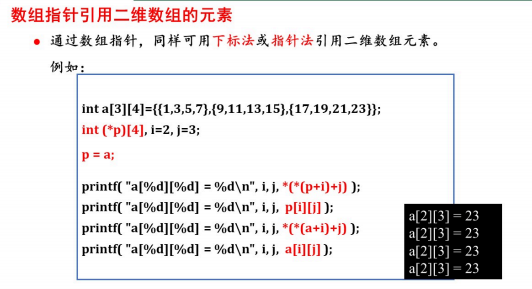 数组指针引用二维数组的元素
● 通过数组指针，同样可用下标法或指针法引用二维数组元素。
例如：
int a[3][4]={{1,3,5,7},{9,11,13,15},{17,19,21,23}};
int (*p)[4], i=2, j=3;
p = a;
printf( "a[%d][%d] = %d\n", i, j, *(*(p+i)+j) );
printf( "a[%d][%d] = %d\n", i, j, p[i][j] );
printf( "a[%d][%d] = %d\n", i, j, *(*(a+i)+j) );
printf( "a[%d][%d] = %d\n", i, j, a[i][j] );
a[2][3] = 23
a[2][3] = 23
a[2][3] = 23
a[2][3] = 23